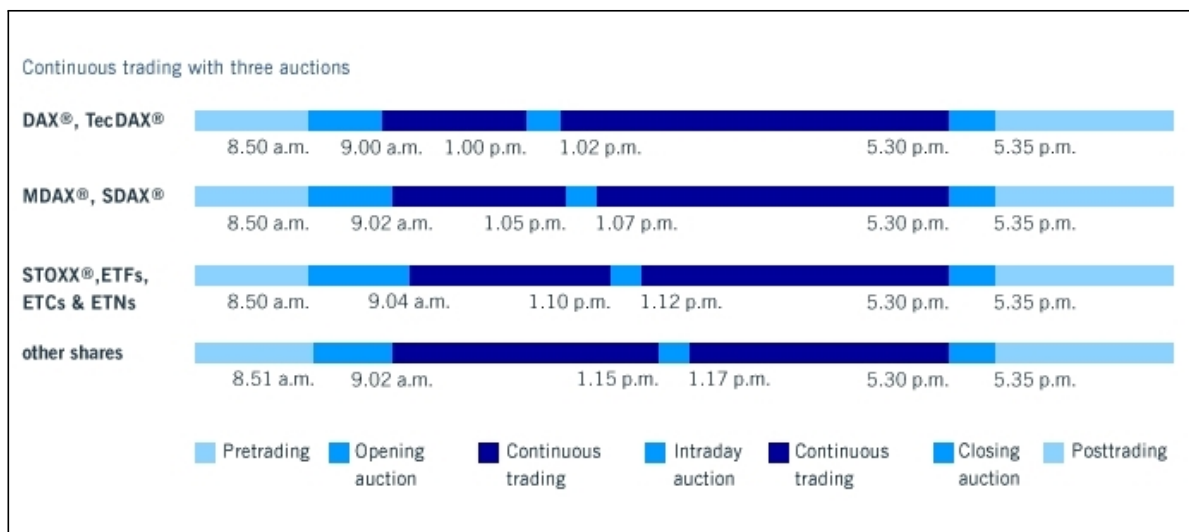 Continuous trading with three auctions
DAX®, TecDAX®
8.50 a.m. 9.00 a.m. 1.00 p.m. 1.02 p.m. 5.30 p.m. 5.35 p.m.
MDAX®, SDAX®
8.50 a.m. 9.02 a.m. 1.05 p.m. 1.07 p.m. 5.30 p.m. 5.35 p.m.
STOXX®,ETFs,
ETCs & ETNs
8.50 a.m. 9.04 a.m. 1.10 p.m. 1.12 p.m. 5.30 p.m. 5.35 p.m.
other shares
8.51 a.m. 9.02 a.m. 1.15 p.m. 1.17 p.m. 5.30 p.m. 5.35 p.m.
Pretrading Opening Continuous Intraday Continuous Closing Posttrading
auction trading auction trading auction